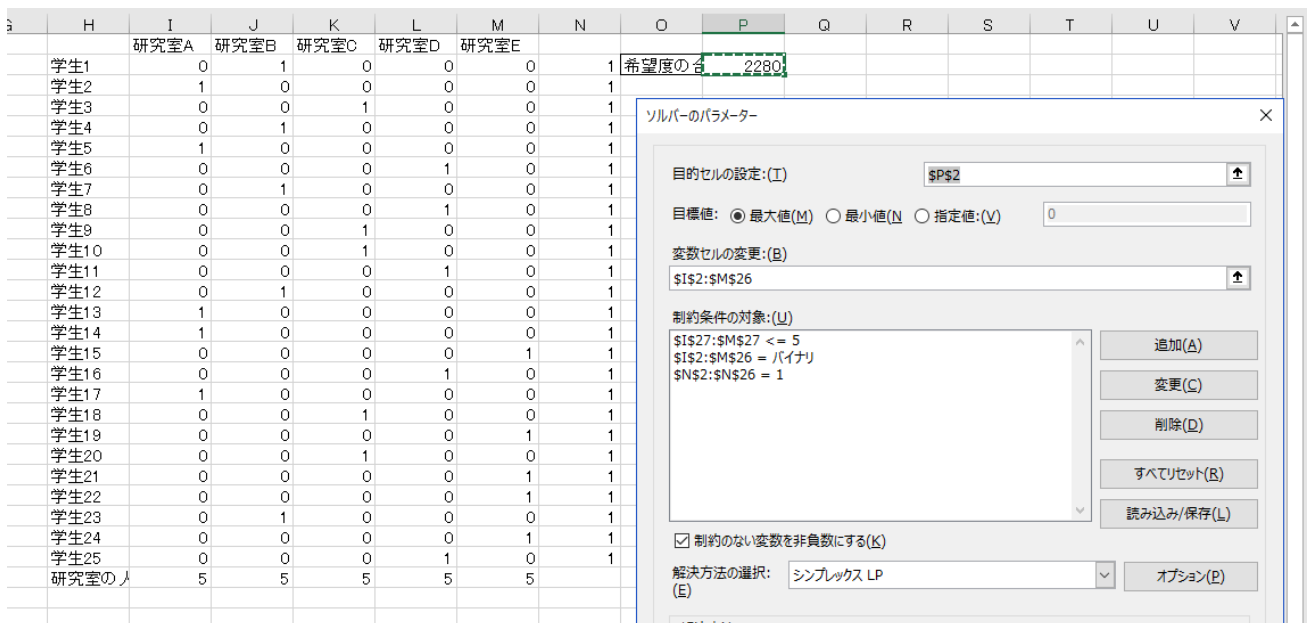 H I J K L M N O P Q R S T U V
研究室A 研究室B 研究室C 研究室D 研究室E
学生1 0 1 0 0 0 1 希望度の合 2280
学生2 1 0 0 0 0 1
学生3 0 0 1 0 0 1
学生4 0 1 0 0 0 1
学生5 1 0 0 0 0 1
学生6 0 0 0 1 0 1
学生7 0 1 0 0 0 1
学生8 0 0 0 1 0 1
学生9 0 0 1 0 0 1
学生10 0 0 1 0 0 1
学生11 0 0 0 1 0 1
学生12 0 1 0 0 0 1
学生13 1 0 0 0 0 1
学生14 1 0 0 0 0 1
学生15 0 0 0 0 1 1
学生16 0 0 0 1 0 1
学生17 1 0 0 0 0 1
学生18 0 0 1 0 0 1
学生19 0 0 0 0 1 1
学生20 0 0 1 0 0 1
学生21 0 0 0 0 1 1
学生22 0 0 0 0 1 1
学生23 0 1 0 0 0 1
学生24 0 0 0 0 1 1
学生25 0 0 0 1 0 1
研究室の人 5 5 5 5 5
ソルバーのパラメーター
目的セルの設定:(T) $P$2
目標値: 最大値(M) 最小値(N 指定値:(V) 0
変数セルの変更:(B)
$I$2:$M$26
制約条件の対象:(U)
$I$27:$M$27 <= 5
$I$2:$M$26 = バイナリ
$N$2:$N$26 = 1
追加(A)
変更(C)
削除(D)
すべてリセット(R)
読み込み/保存(L)
制約のない変数を非負数にする(K)
解決方法の選択:
(E)
シンプレックス LP
オプション(P)